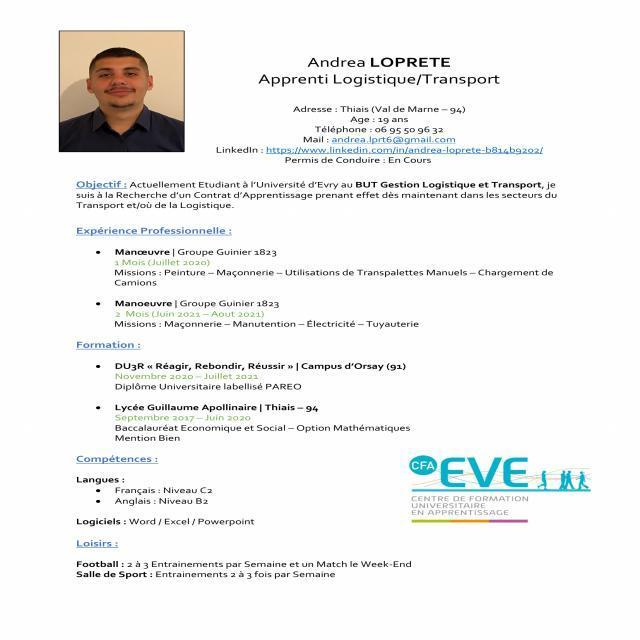 Andrea LOPRETE
Apprenti Logistique/Transport
Adresse : Thiais (Val de Marne – 94)
Age : 19 ans
Téléphone : 06 95 50 96 32
Mail : andrea.lprt6@gmail.com
LinkedIn : https://www.linkedin.com/in/andrea-loprete-b814b9202/
Permis de Conduire : En Cours
Objectif : Actuellement Etudiant à l'Université d'Evry au BUT Gestion Logistique et Transport, je
suis à la Recherche d'un Contrat d'Apprentissage prenant effet dès maintenant dans les secteurs du
Transport et/où de la Logistique.
Expérience Professionnelle :
• Manœuvre | Groupe Guinier 1823
1 Mois (Juillet 2020)
Missions : Peinture – Maçonnerie – Utilisations de Transpalettes Manuels – Chargement de
Camions
• Manoeuvre | Groupe Guinier 1823
2 Mois (Juin 2021 – Aout 2021)
Missions : Maçonnerie – Manutention – Électricité – Tuyauterie
Formation :
• DU3R « Réagir, Rebondir, Réussir » | Campus d'Orsay (91)
Novembre 2020 – Juillet 2021
Diplôme Universitaire labellisé PAREO
• Lycée Guillaume Apollinaire | Thiais – 94
Septembre 2017 – Juin 2020
Baccalauréat Economique et Social – Option Mathématiques
Mention Bien
Compétences :
Langues :
• Français : Niveau C2
• Anglais : Niveau B2
Logiciels : Word / Excel / Powerpoint
CFA EVE
CENTRE DE FORMATION
UNIVERSITAIRE
EN APPRENTISSAGE
Loisirs :
Football : 2 à 3 Entrainements par Semaine et un Match le Week-End
Salle de Sport : Entrainements 2 à 3 fois par Semaine